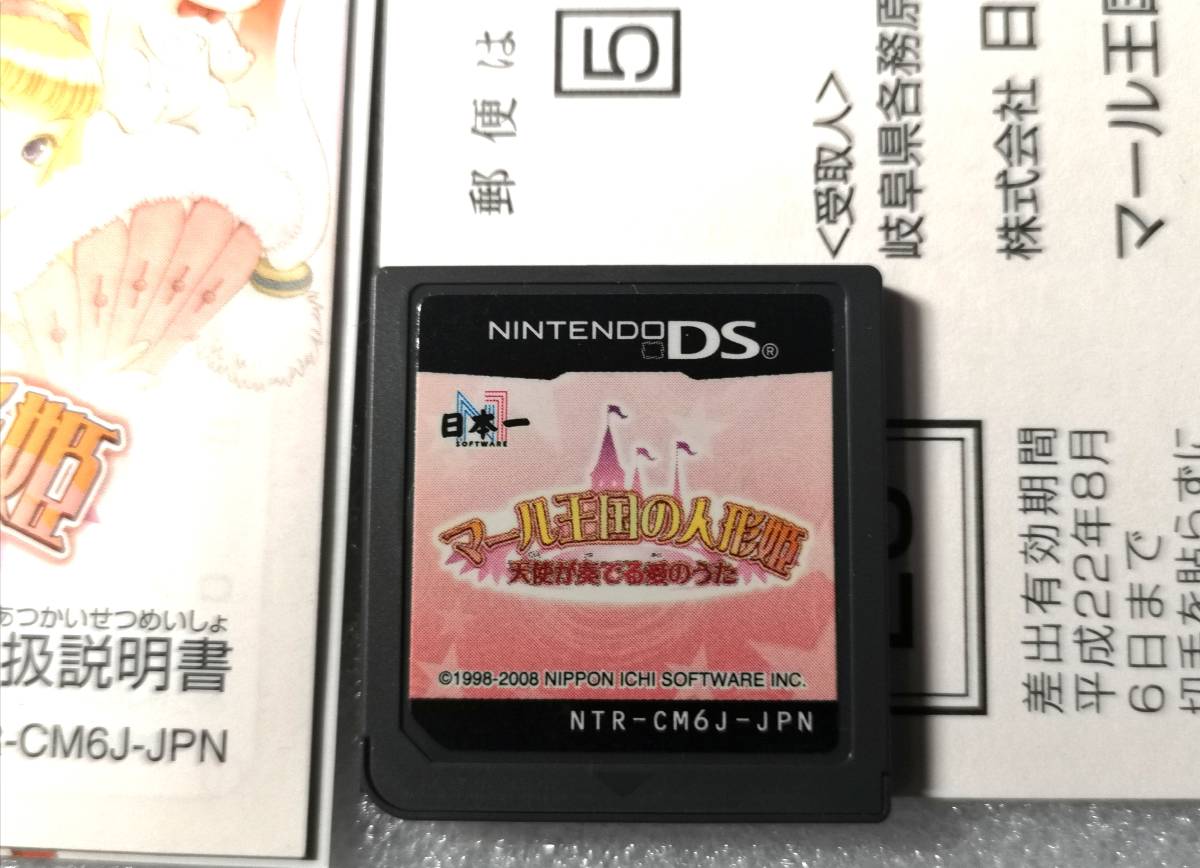 姫
あつかいせつめいしょ
扱説明書
-CM6J-JPN
郵便は
5
<受取人>
岐阜県各務原
株式会社 日
マール王国
差出有効期間
平成22年8月
6日まで
切手を貼らずに
NINTENDO DS®
日本一
SOFTWARE
マール王国の人形姫
天使が奏でる愛のうた
©1998-2008 NIPPON ICHI SOFTWARE INC.
NTR-CM6J-JPN